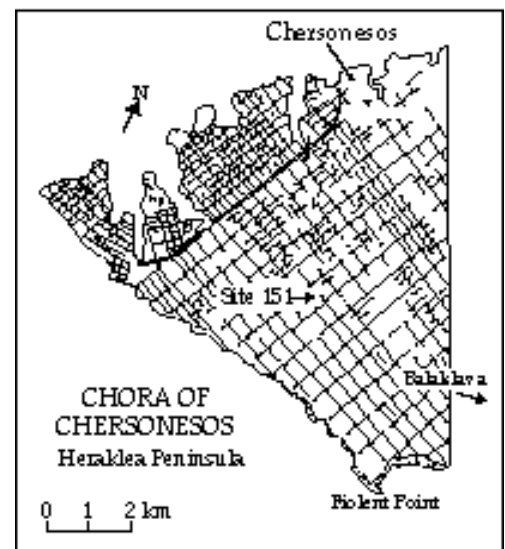 Chersonesos
N
Site 151
Balaklava
CHORA OF
CHERSONESOS
Heraklea Peninsula
Fiolent Point
0 1 2 km